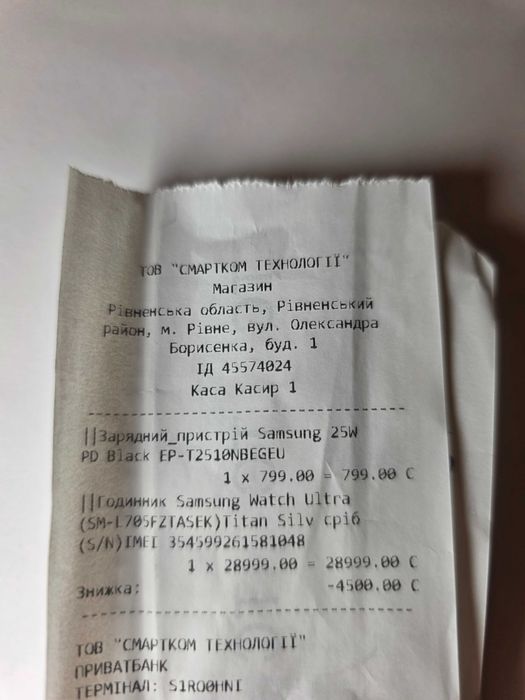 ТОВ "СМАРТКОМ ТЕХНОЛОГІЇ"
Магазин
Рівненська область, Рівненський
район, м. Рівне, вул. Олександра
Борисенка, буд. 1
ІД 45574024
Каса Касир 1
--------------------------------
||Зарядний_пристрій Samsung 25W
PD Black EP-T2510NBEGEU
1 x 799.00 = 799.00 С
||Годинник Samsung Watch Ultra
(SM-L705FZTASEK)Titan Silv сріб
(S/N)IMEI 354599261581048
1 x 28999.00 = 28999.00 С
Знижка: -4500.00 С
--------------------------------
ТОВ "СМАРТКОМ ТЕХНОЛОГІЇ"
ПРИВАТБАНК
ТЕРМІНАЛ: S1RO0HNI